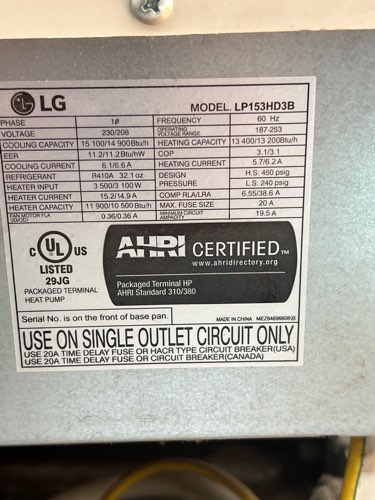 LG MODEL. LP153HD3B
PHASE 1ø FREQUENCY 60 Hz
VOLTAGE 230/208 OPERATING VOLTAGE RANGE 187-253
COOLING CAPACITY 15 100/14 900Btu/h HEATING CAPACITY 13 400/13 200Btu/h
EER 11.2/11.2Btu/hW COP 3.1/3.1
COOLING CURRENT 6.1/6.6 A HEATING CURRENT 5.7/6.2 A
REFRIGERANT R410A 32.1 oz DESIGN PRESSURE H.S: 450 psig
HEATER INPUT 3 500/3 100 W L.S: 240 psig
HEATER CURRENT 15.2/14.9 A COMP RLA/LRA 6.55/38.6 A
HEATER CAPACITY 11 900/10 500 Btu/h MAX. FUSE SIZE 20 A
FAN MOTOR FLA (ID/OD) 0.36/0.36 A MINIMUM CIRCUIT AMPACITY 19.5 A
C UL US
LISTED
29JG
PACKAGED TERMINAL
HEAT PUMP
AHRI CERTIFIED™
www.ahridirectory.org
Packaged Terminal HP
AHRI Standard 310/380
Serial No. is on the front of base pan. MADE IN CHINA
USE ON SINGLE OUTLET CIRCUIT ONLY
USE 20A TIME DELAY FUSE OR HACR TYPE CIRCUIT BREAKER(USA)
USE 20A TIME DELAY FUSE OR CIRCUIT BREAKER(CANADA)